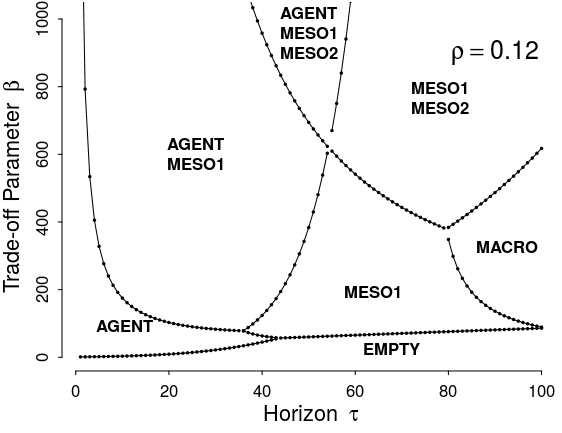 1000
AGENT
MESO1
MESO2
ρ = 0.12
800
MESO1
MESO2
600
AGENT
MESO1
400
MACRO
200
MESO1
AGENT
EMPTY
0
Trade-off Parameter β
0 20 40 60 80 100
Horizon τ